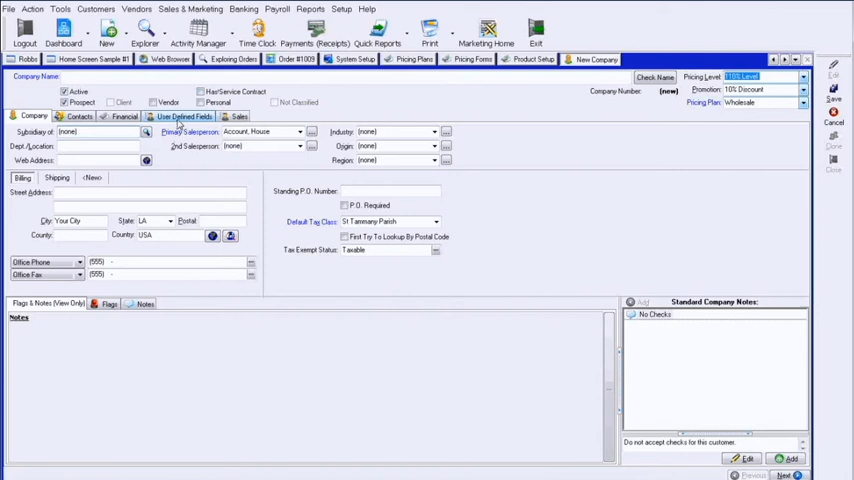 File Action Tools Customers Vendors Sales & Marketing Banking Payroll Reports Setup Help
Logout Dashboard New Explorer Activity Manager Time Clock Payments (Receipts) Quick Reports Print Marketing Home Exit
Robbs Home Screen Sample #1 Web Browser Exploring Orders Order #1009 System Setup Pricing Plans Pricing Forms Product Setup New Company
Company Name: Check Name Pricing Level: 110% Level
Active Has/Service Contract Company Number: (new) Promotion: 10% Discount
Prospect Client Vendor Personal Not Classified Pricing Plan: Wholesale
Company Contacts Financial User Defined Fields Sales
Subsidiary of: (none) Primary Salesperson: Account, House Industry: (none)
Dept./Location: 2nd Salesperson: (none) Origin: (none)
Web Address: Region: (none)
Billing Shipping <New>
Street Address: Standing P.O. Number:
P.O. Required
City: Your City State: LA Postal: Default Tax Class: St Tammany Parish
County: Country: USA First Try To Lookup By Postal Code
Tax Exempt Status: Taxable
Office Phone (555) -
Office Fax (555) -
Flags & Notes (View Only) Flags Notes Add Standard Company Notes:
Notes No Checks
Do not accept checks for this customer.
Edit Add
Previous Next
Edit
Save
Cancel
Clone
Close